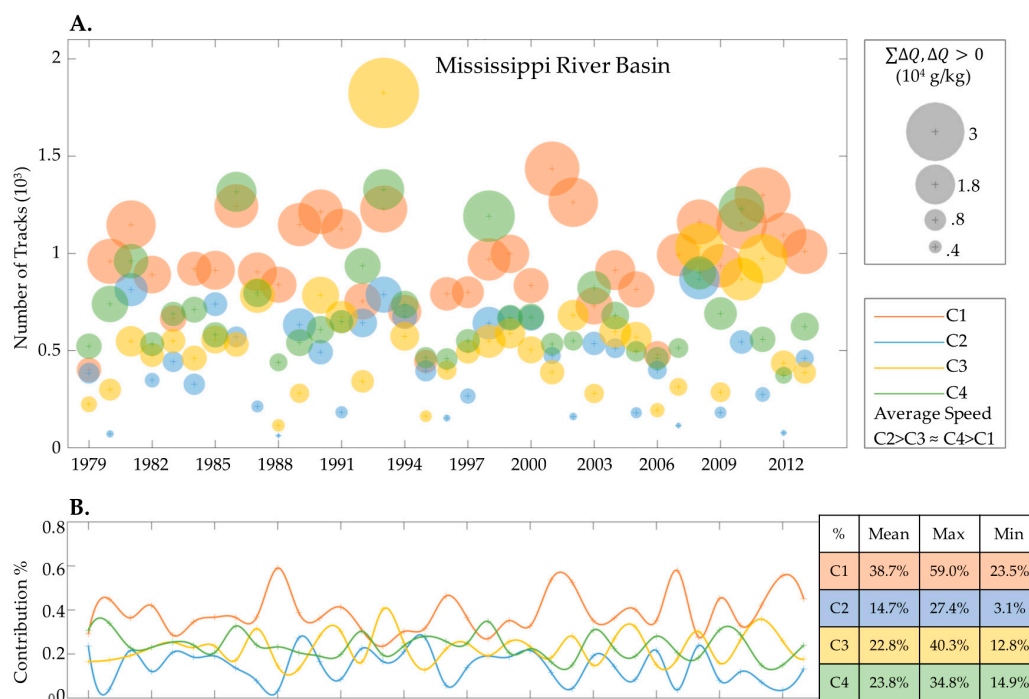 A.
Mississippi River Basin
Number of Tracks (10³)
2
1.5
1
0.5
0
1979 1982 1985 1988 1991 1994 1997 2000 2003 2006 2009 2013
∑ΔQ, ΔQ > 0
(10⁴ g/kg)
3
1.8
.8
.4
C1
C2
C3
C4
Average Speed
C2>C3 ≈ C4>C1
B.
Contribution %
0.8
0.6
0.4
0.2
0.0
% Mean Max Min
C1 38.7% 59.0% 23.5%
C2 14.7% 27.4% 3.1%
C3 22.8% 40.3% 12.8%
C4 23.8% 34.8% 14.9%